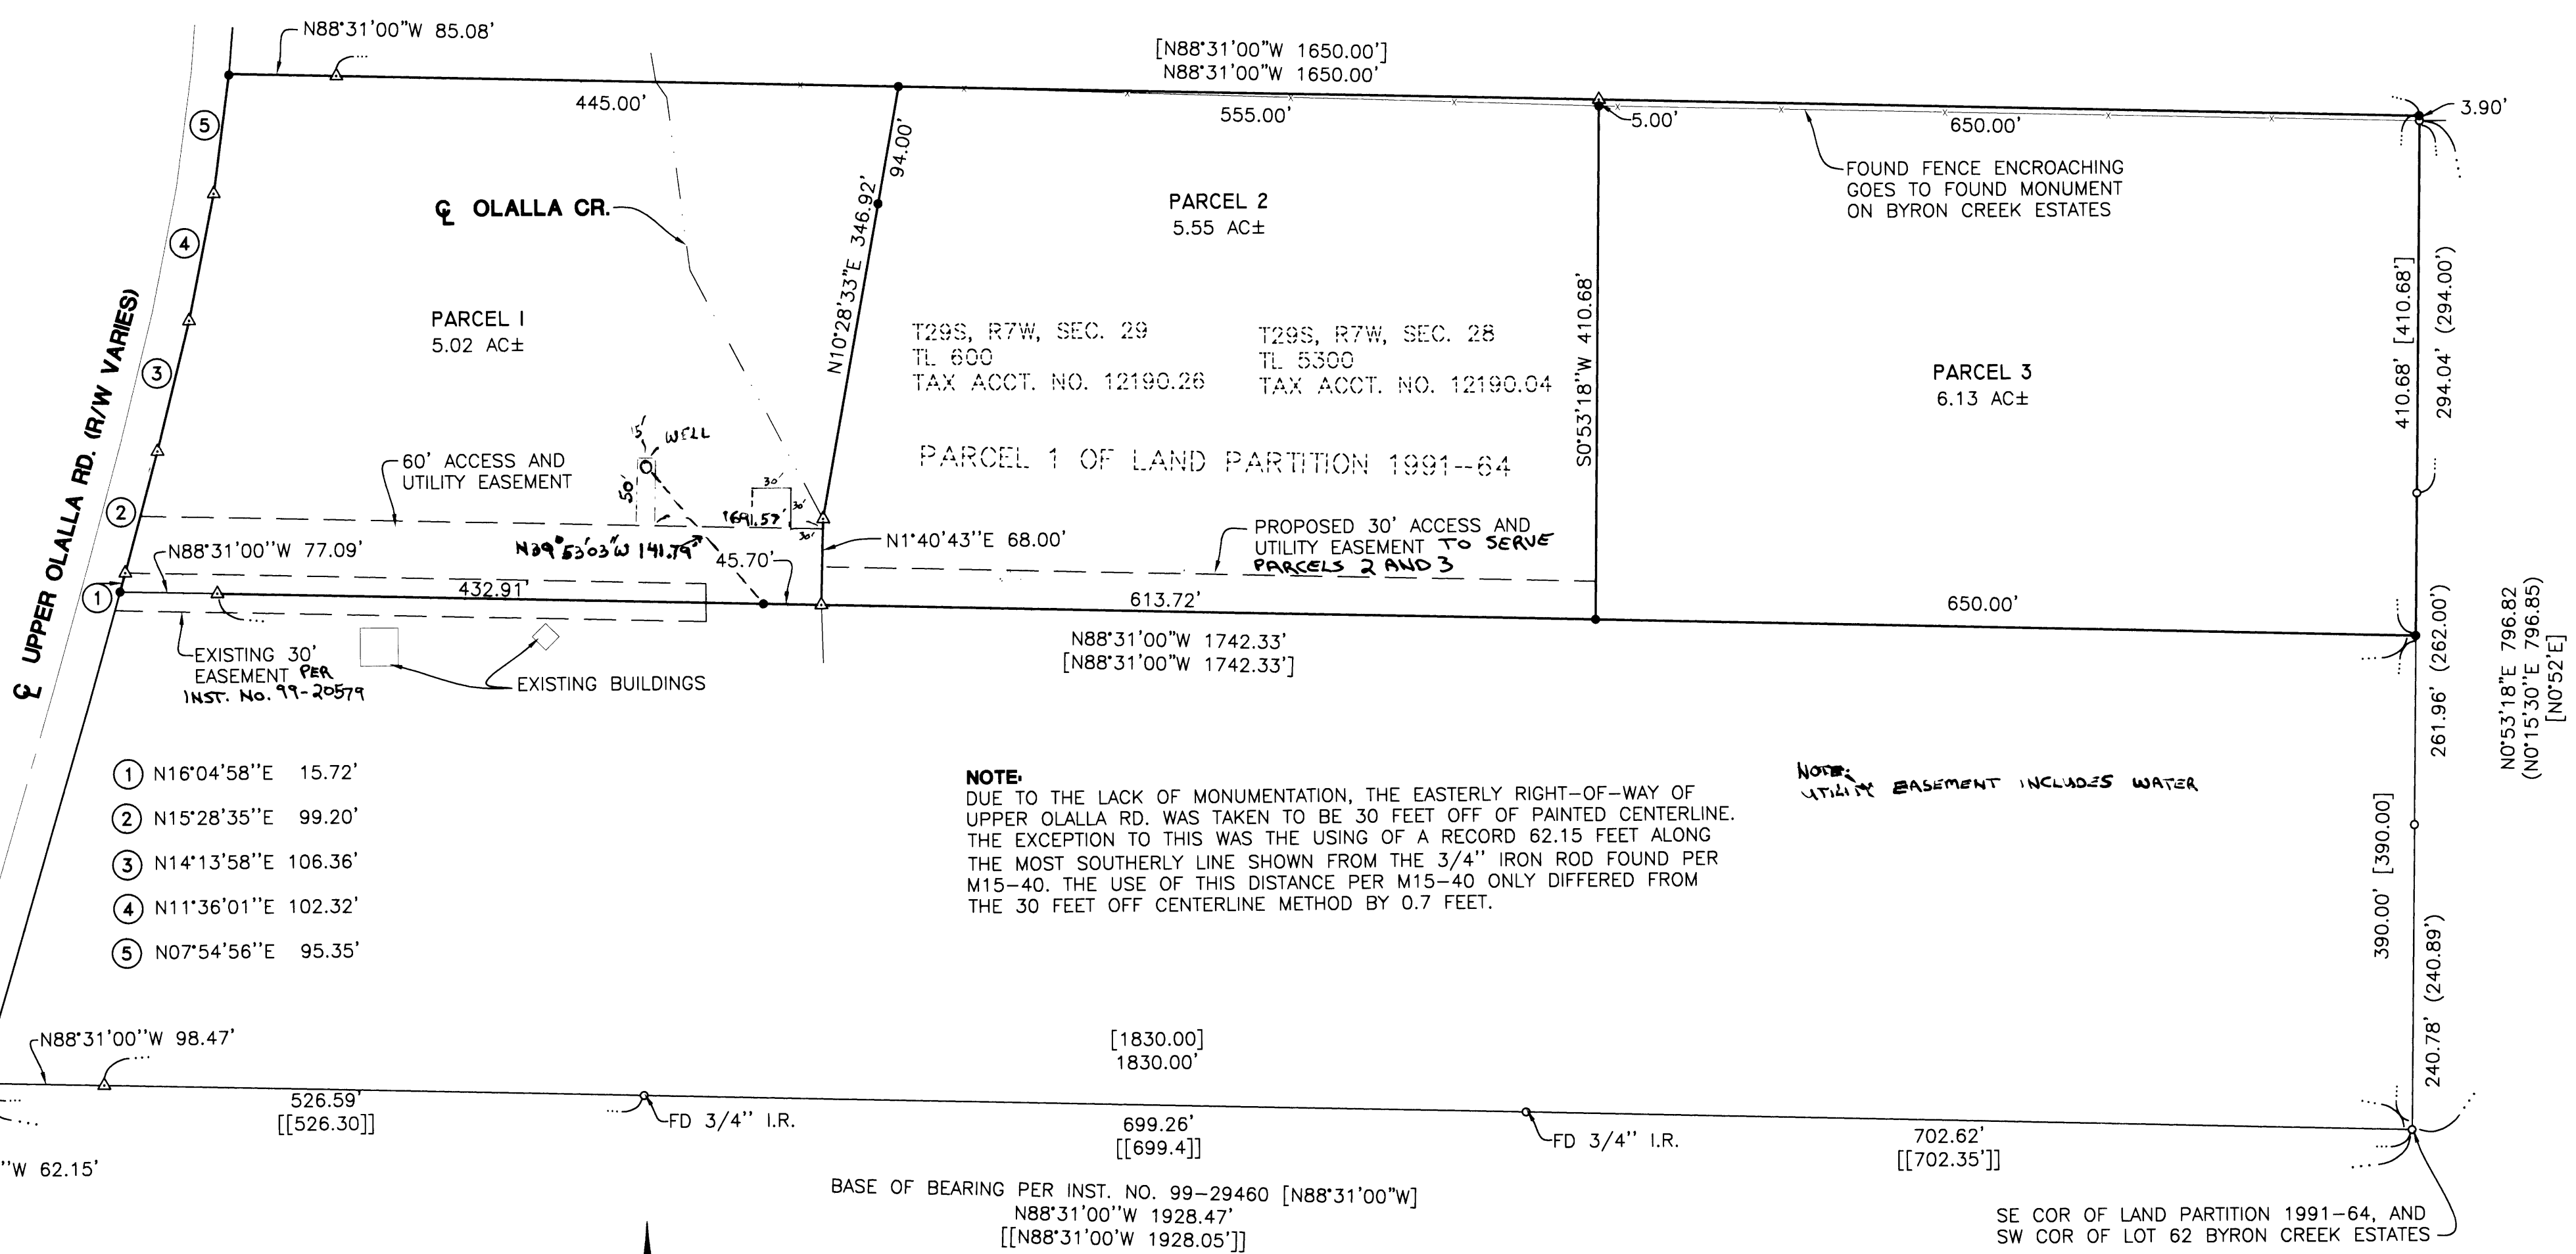 N88°31'00"W 85.08'
[N88°31'00"W 1650.00']
N88°31'00"W 1650.00'
445.00'
555.00'
5.00'
650.00'
3.90'
FOUND FENCE ENCROACHING
GOES TO FOUND MONUMENT
ON BYRON CREEK ESTATES
5
4
3
2
1
℄ UPPER OLALLA RD. (R/W VARIES)
℄ OLALLA CR.
94.00'
N10°28'33"E 346.92'
PARCEL 1
5.02 AC±
PARCEL 2
5.55 AC±
T29S, R7W, SEC. 29
TL 600
TAX ACCT. NO. 12190.26
T29S, R7W, SEC. 28
TL 5300
TAX ACCT. NO. 12190.04
PARCEL 1 OF LAND PARTITION 1991--64
S0°53'18"W 410.68'
PARCEL 3
6.13 AC±
410.68' [410.68']
294.04' (294.00')
15'
WELL
50'
60' ACCESS AND
UTILITY EASEMENT
30'
30'
30'
691.57'
N39°53'03"W 141.79'
45.70'
N1°40'43"E 68.00'
PROPOSED 30' ACCESS AND
UTILITY EASEMENT TO SERVE
PARCELS 2 AND 3
N88°31'00"W 77.09'
432.91'
613.72'
650.00'
N88°31'00"W 1742.33'
[N88°31'00"W 1742.33']
EXISTING 30'
EASEMENT PER
INST. NO. 99-20579
EXISTING BUILDINGS
261.96' (262.00')
N0°53'18"E 796.82
(N0°15'30"E 796.85)
[N0°52'E]
1 N16°04'58"E 15.72'
2 N15°28'35"E 99.20'
3 N14°13'58"E 106.36'
4 N11°36'01"E 102.32'
5 N07°54'56"E 95.35'
NOTE:
DUE TO THE LACK OF MONUMENTATION, THE EASTERLY RIGHT-OF-WAY OF
UPPER OLALLA RD. WAS TAKEN TO BE 30 FEET OFF OF PAINTED CENTERLINE.
THE EXCEPTION TO THIS WAS THE USING OF A RECORD 62.15 FEET ALONG
THE MOST SOUTHERLY LINE SHOWN FROM THE 3/4" IRON ROD FOUND PER
M15-40. THE USE OF THIS DISTANCE PER M15-40 ONLY DIFFERED FROM
THE 30 FEET OFF CENTERLINE METHOD BY 0.7 FEET.
NOTE:
UTILITY EASEMENT INCLUDES WATER
390.00' [390.00]
240.78' (240.89')
N88°31'00"W 98.47'
[1830.00]
1830.00'
526.59'
[[526.30]]
FD 3/4" I.R.
699.26'
[[699.4]]
FD 3/4" I.R.
702.62'
[[702.35']]
"W 62.15'
BASE OF BEARING PER INST. NO. 99-29460 [N88°31'00"W]
N88°31'00"W 1928.47'
[[N88°31'00'W 1928.05']]
SE COR OF LAND PARTITION 1991-64, AND
SW COR OF LOT 62 BYRON CREEK ESTATES